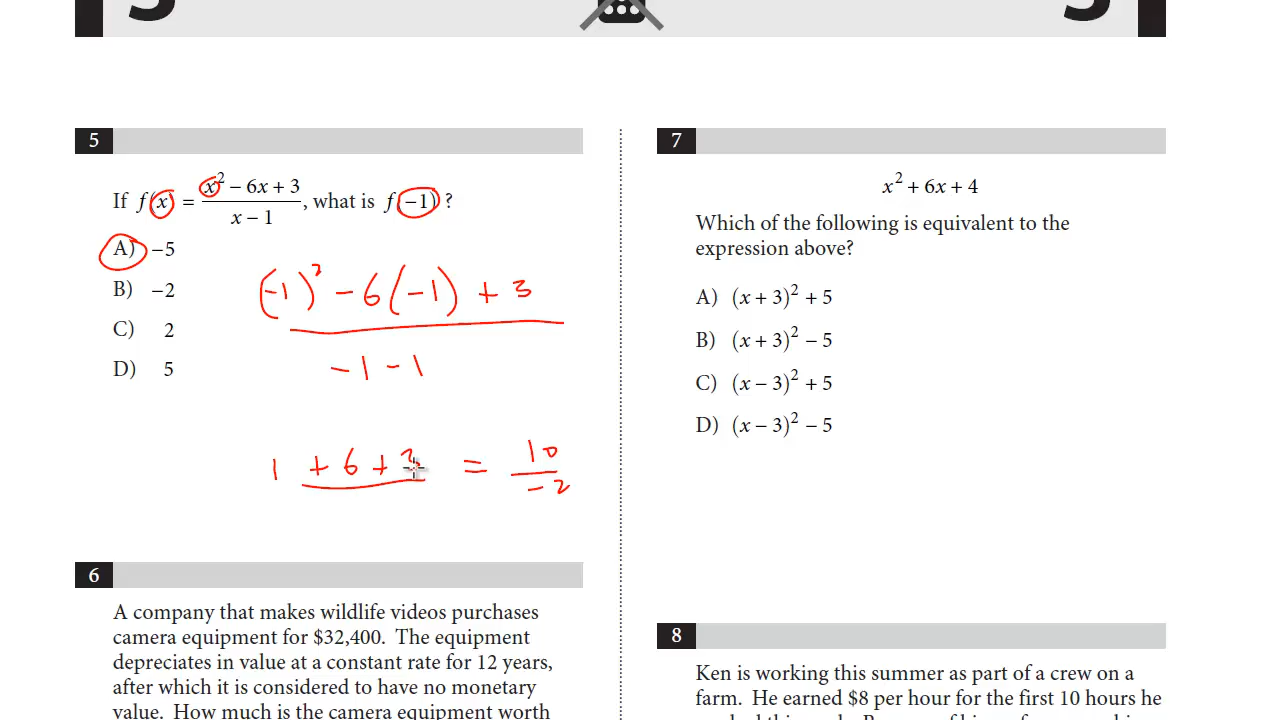 5
If f(x) = x² − 6x + 3 / x − 1, what is f(−1) ?
A) −5
B) −2
C) 2
D) 5
(-1)² - 6(-1) + 3
-1 - 1
1 + 6 + 3 = 10 / -2
6
A company that makes wildlife videos purchases
camera equipment for $32,400. The equipment
depreciates in value at a constant rate for 12 years,
after which it is considered to have no monetary
value. How much is the camera equipment worth
7
x² + 6x + 4
Which of the following is equivalent to the
expression above?
A) (x + 3)² + 5
B) (x + 3)² − 5
C) (x − 3)² + 5
D) (x − 3)² − 5
8
Ken is working this summer as part of a crew on a
farm. He earned $8 per hour for the first 10 hours he